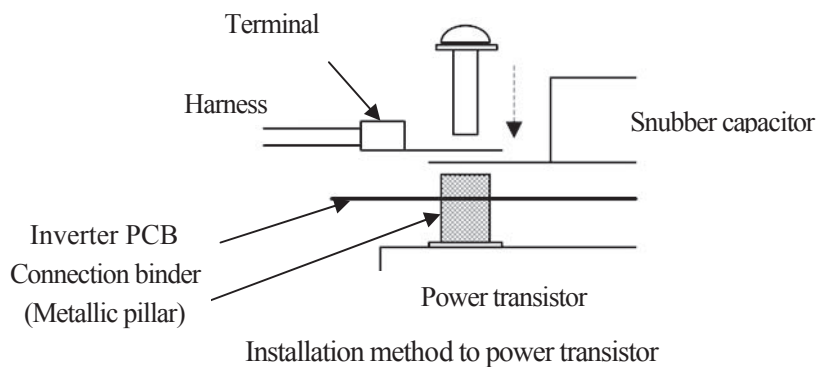 Terminal
Harness
Snubber capacitor
Inverter PCB
Connection binder
(Metallic pillar)
Power transistor
Installation method to power transistor